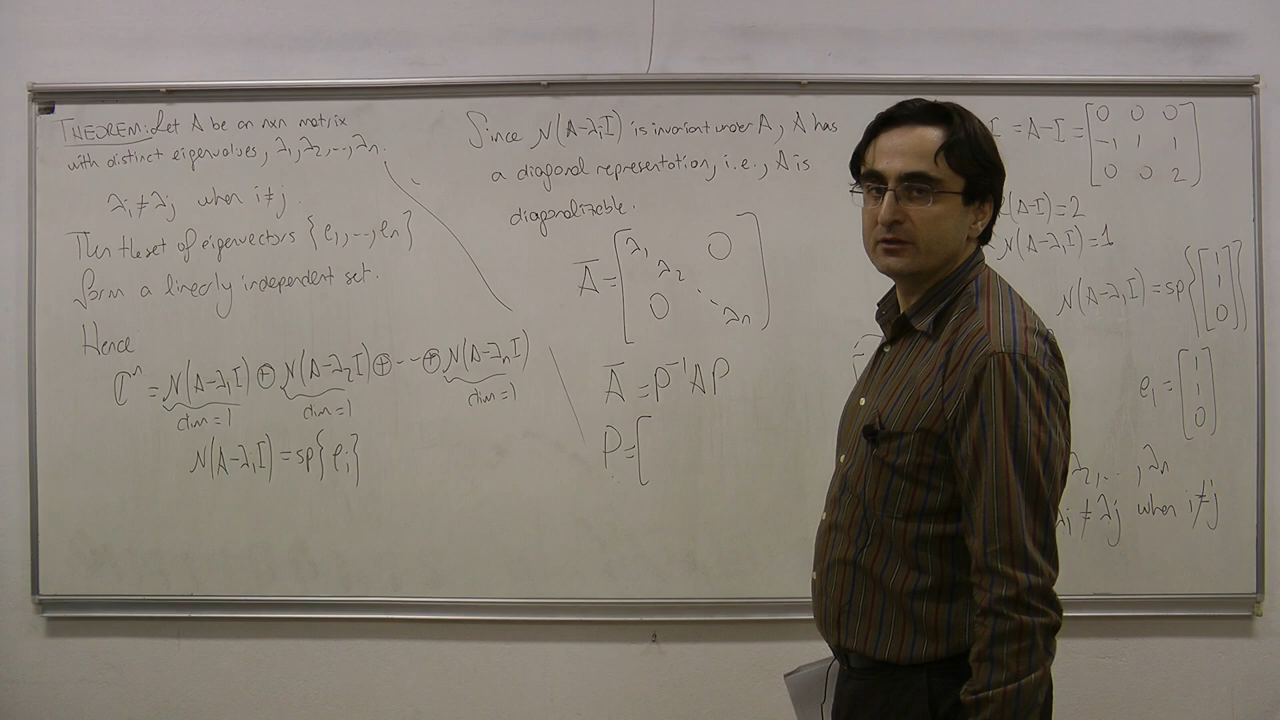 THEOREM: Let A be an nxn matrix
with distinct eigenvalues, λ₁, λ₂, ..., λn.
λi ≠ λj when i≠j.
Then the set of eigenvectors {e₁, ..., en}
form a linearly independent set.
Hence
ℂⁿ = N(A-λ₁I) ⊕ N(A-λ₂I) ⊕ -- ⊕ N(A-λnI)
dim=1 dim=1 dim=1
N(A-λiI) = sp{ei}
Since N(A-λiI) is invariant under A, A has
a diagonal representation, i.e., A is
diagonalizable.
Ā = [λ₁ 0
λ₂
0 ⋱ λn]
Ā = P⁻¹AP
P = [
I = A-I = [0 0 0
-1 1 1
0 0 2]
(A-I) = 2
N(A-λ₁I) = 1
N(A-λ₁I) = sp{[1
1
0]}
e₁ = [1
1
0]
λ₂, .. , λn
λi ≠ λj when i≠j